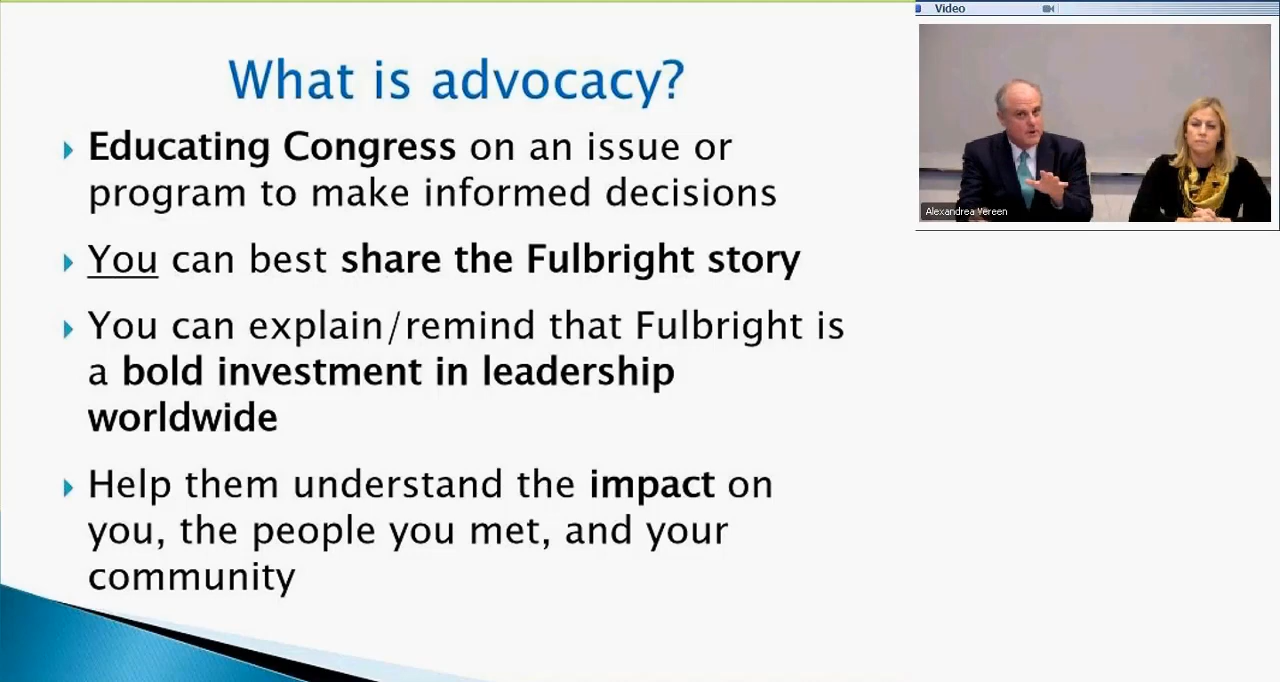 What is advocacy?
Educating Congress on an issue or
program to make informed decisions
You can best share the Fulbright story
You can explain/remind that Fulbright is
a bold investment in leadership
worldwide
Help them understand the impact on
you, the people you met, and your
community
Video
Alexandrea Vereen